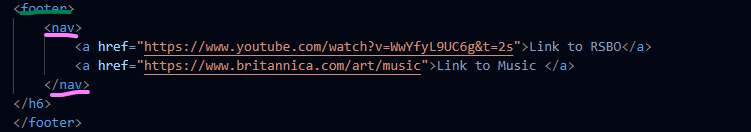 <footer>
<nav>
<a href="https://www.youtube.com/watch?v=WwYfyL9UC6g&t=2s">Link to RSBO</a>
<a href="https://www.britannica.com/art/music">Link to Music </a>
</nav>
</h6>
</footer>